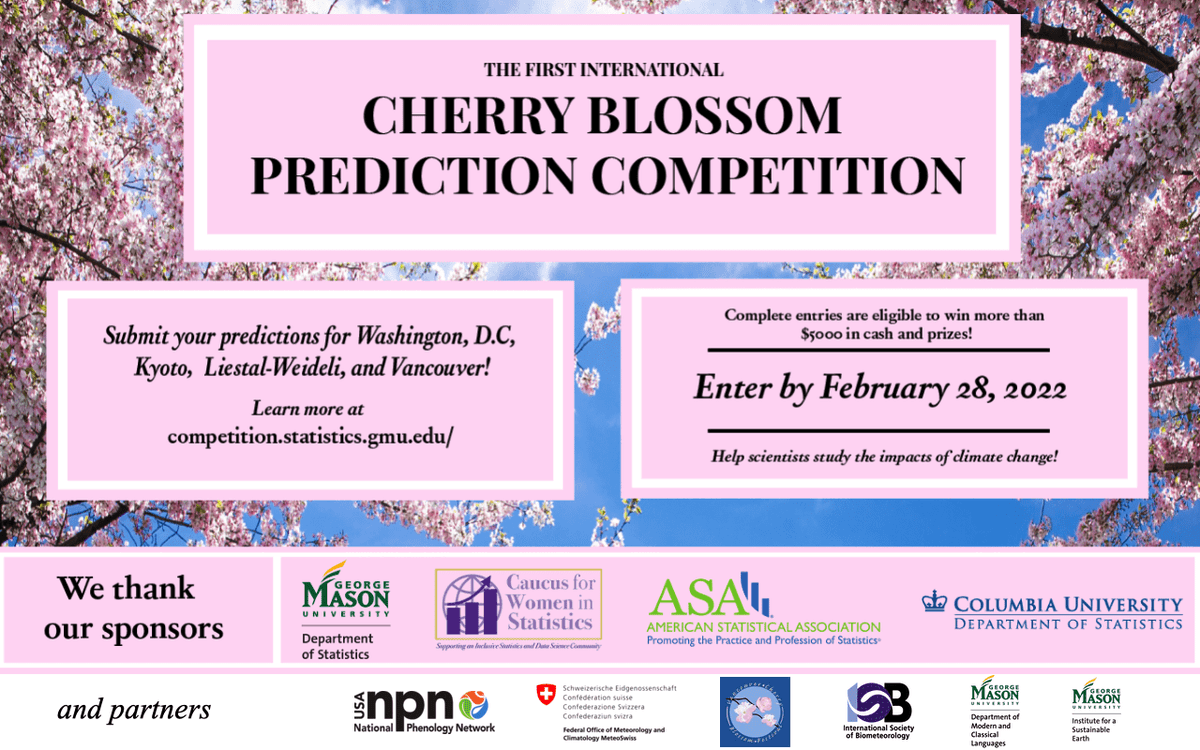 THE FIRST INTERNATIONAL
CHERRY BLOSSOM
PREDICTION COMPETITION
Submit your predictions for Washington, D.C,
Kyoto, Liestal-Weideli, and Vancouver!
Learn more at
competition.statistics.gmu.edu/
Complete entries are eligible to win more than
$5000 in cash and prizes!
Enter by February 28, 2022
Help scientists study the impacts of climate change!
We thank
our sponsors
GEORGE
MASON
UNIVERSITY
Department
of Statistics
Caucus for
Women in
Statistics
Supporting an Inclusive Statistics and Data Science Community
ASA
AMERICAN STATISTICAL ASSOCIATION
Promoting the Practice and Profession of Statistics®
COLUMBIA UNIVERSITY
DEPARTMENT OF STATISTICS
and partners
USA
npn
National Phenology Network
Schweizerische Eidgenossenschaft
Confédération suisse
Confederazione Svizzera
Confederaziun svizra
Federal Office of Meteorology and
Climatology MeteoSwiss
ISB
International Society
of Biometeorology
GEORGE
MASON
UNIVERSITY
Department of
Modern and
Classical
Languages
GEORGE
MASON
UNIVERSITY
Institute for a
Sustainable
Earth